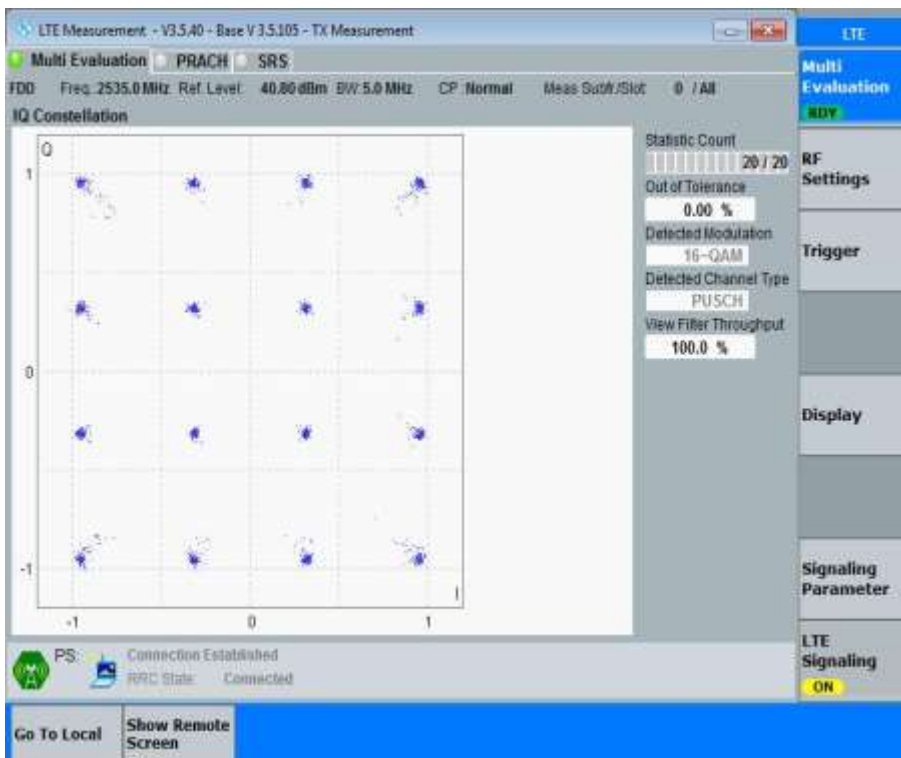 LTE Measurement - V3.5.40 - Base V 3.5.105 - TX Measurement
LTE
Multi Evaluation PRACH SRS
Multi
Evaluation
RDY
FDD Freq.: 2535.0 MHz Ref. Level: 40.80 dBm BW: 5.0 MHz CP: Normal Meas Subfr./Slot: 0 / All
IQ Constellation
Q
1
0
-1
I
-1 0 1
Statistic Count
20 / 20
Out of Tolerance
0.00 %
Detected Modulation
16-QAM
Detected Channel Type
PUSCH
View Filter Throughput
100.0 %
RF
Settings
Trigger
Display
Signaling
Parameter
LTE
Signaling
ON
PS:
Connection Established
RRC State: Connected
Go To Local
Show Remote
Screen